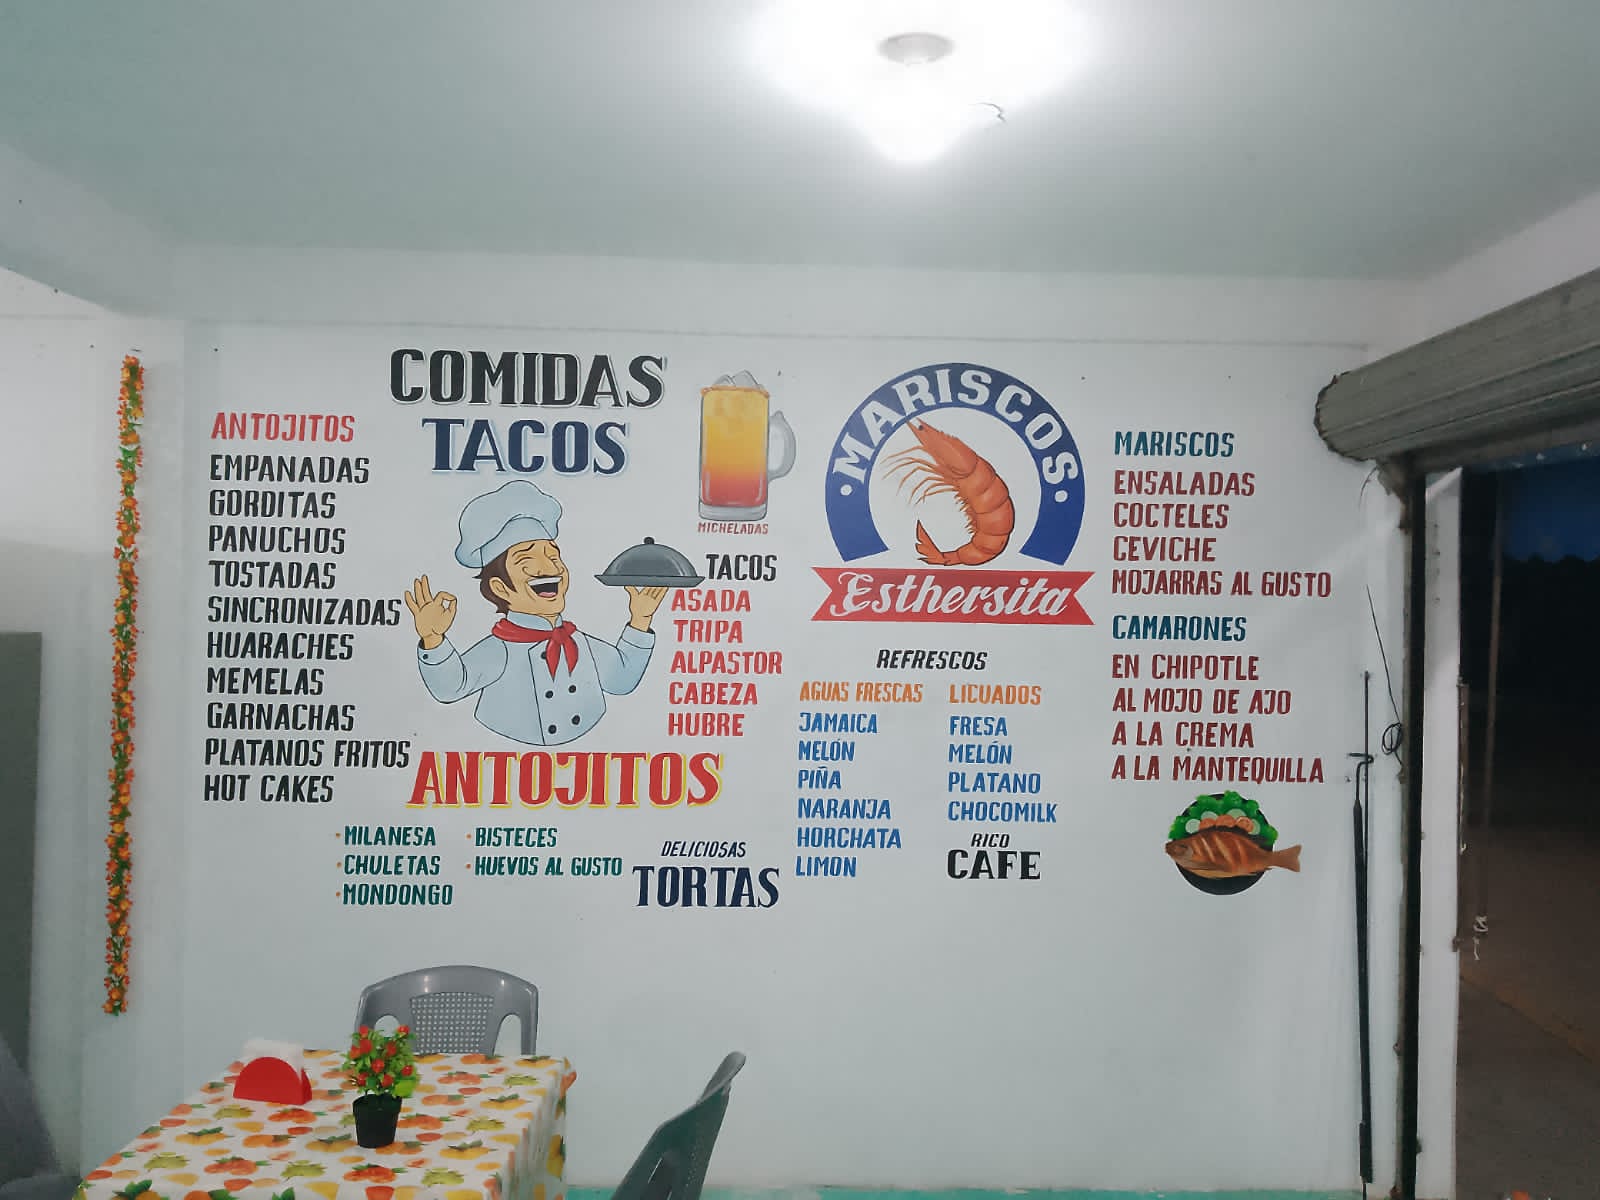 COMIDAS
TACOS
ANTOJITOS
EMPANADAS
GORDITAS
PANUCHOS
TOSTADAS
SINCRONIZADAS
HUARACHES
MEMELAS
GARNACHAS
PLATANOS FRITOS
HOT CAKES
ANTOJITOS
•MILANESA
•CHULETAS
•MONDONGO
•BISTECES
•HUEVOS AL GUSTO
DELICIOSAS
TORTAS
MICHELADAS
TACOS
ASADA
TRIPA
ALPASTOR
CABEZA
HUBRE
•MARISCOS•
Esthersita
REFRESCOS
AGUAS FRESCAS
JAMAICA
MELÓN
PIÑA
NARANJA
HORCHATA
LIMON
LICUADOS
FRESA
MELÓN
PLATANO
CHOCOMILK
RICO
CAFE
MARISCOS
ENSALADAS
COCTELES
CEVICHE
MOJARRAS AL GUSTO
CAMARONES
EN CHIPOTLE
AL MOJO DE AJO
A LA CREMA
A LA MANTEQUILLA